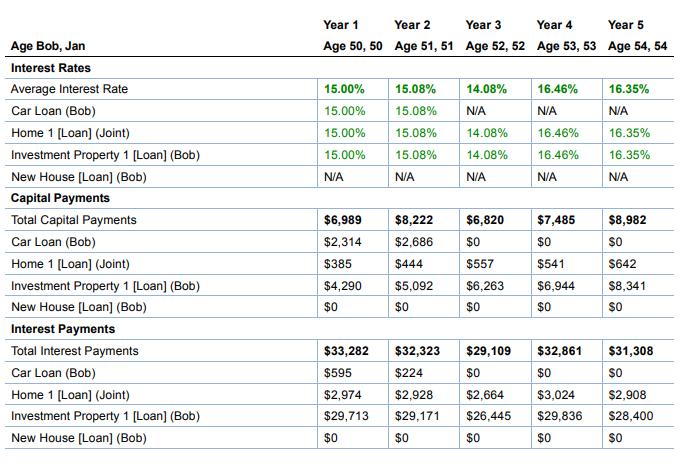 Year 1 Year 2 Year 3 Year 4 Year 5
Age Bob, Jan Age 50, 50 Age 51, 51 Age 52, 52 Age 53, 53 Age 54, 54
Interest Rates
Average Interest Rate 15.00% 15.08% 14.08% 16.46% 16.35%
Car Loan (Bob) 15.00% 15.08% N/A N/A N/A
Home 1 [Loan] (Joint) 15.00% 15.08% 14.08% 16.46% 16.35%
Investment Property 1 [Loan] (Bob) 15.00% 15.08% 14.08% 16.46% 16.35%
New House [Loan] (Bob) N/A N/A N/A N/A N/A
Capital Payments
Total Capital Payments $6,989 $8,222 $6,820 $7,485 $8,982
Car Loan (Bob) $2,314 $2,686 $0 $0 $0
Home 1 [Loan] (Joint) $385 $444 $557 $541 $642
Investment Property 1 [Loan] (Bob) $4,290 $5,092 $6,263 $6,944 $8,341
New House [Loan] (Bob) $0 $0 $0 $0 $0
Interest Payments
Total Interest Payments $33,282 $32,323 $29,109 $32,861 $31,308
Car Loan (Bob) $595 $224 $0 $0 $0
Home 1 [Loan] (Joint) $2,974 $2,928 $2,664 $3,024 $2,908
Investment Property 1 [Loan] (Bob) $29,713 $29,171 $26,445 $29,836 $28,400
New House [Loan] (Bob) $0 $0 $0 $0 $0